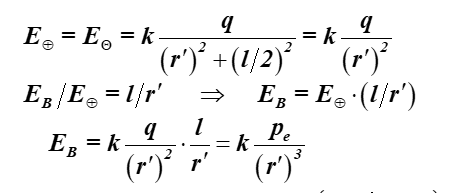 E⊕ = E⊖ = k q/((r′)² + (l/2)²) = k q/(r′)²
E_B/E⊕ = l/r′ ⇒ E_B = E⊕ · (l/r′)
E_B = k q/(r′)² · l/r′ = k p_e/(r′)³